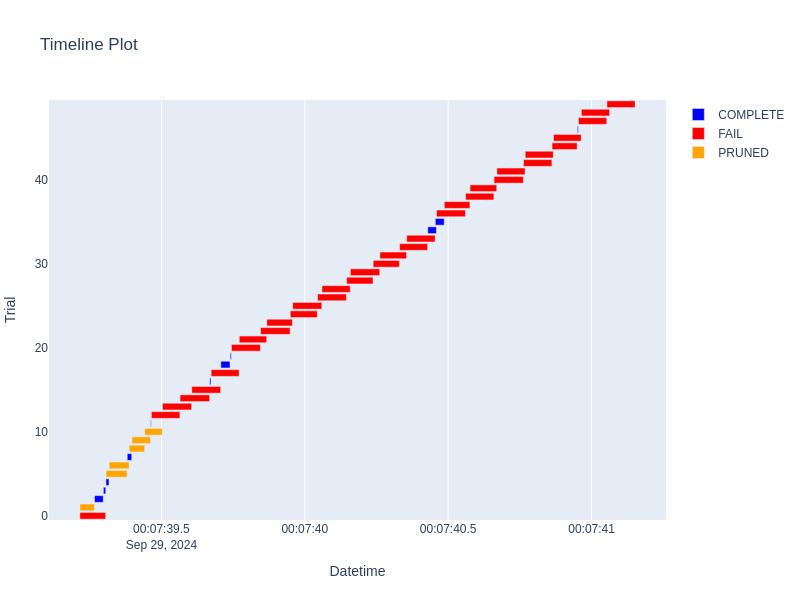 Timeline Plot
COMPLETE
FAIL
PRUNED
40
30
20
10
0
Trial
00:07:39.5
Sep 29, 2024
00:07:40
00:07:40.5
00:07:41
Datetime